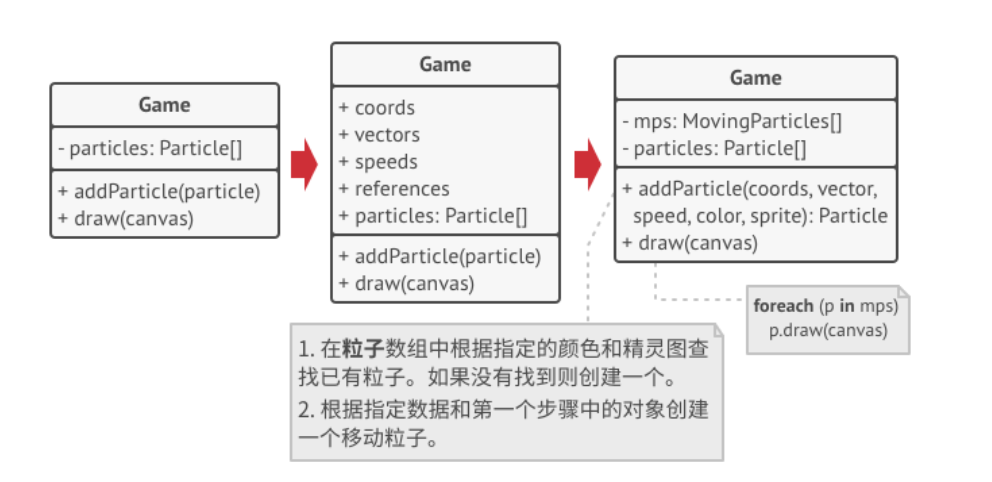 Game
- particles: Particle[]
+ addParticle(particle)
+ draw(canvas)
Game
+ coords
+ vectors
+ speeds
+ references
+ particles: Particle[]
+ addParticle(particle)
+ draw(canvas)
Game
- mps: MovingParticles[]
- particles: Particle[]
+ addParticle(coords, vector,
speed, color, sprite): Particle
+ draw(canvas)
foreach (p in mps)
p.draw(canvas)
1. 在粒子数组中根据指定的颜色和精灵图查
找已有粒子。如果没有找到则创建一个。
2. 根据指定数据和第一个步骤中的对象创建
一个移动粒子。